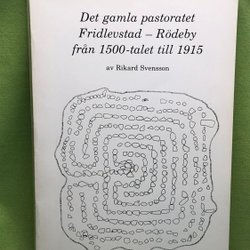 Det gamla pastoratet
Fridlevstad – Rödeby
från 1500-talet till 1915
av Rikard Svensson